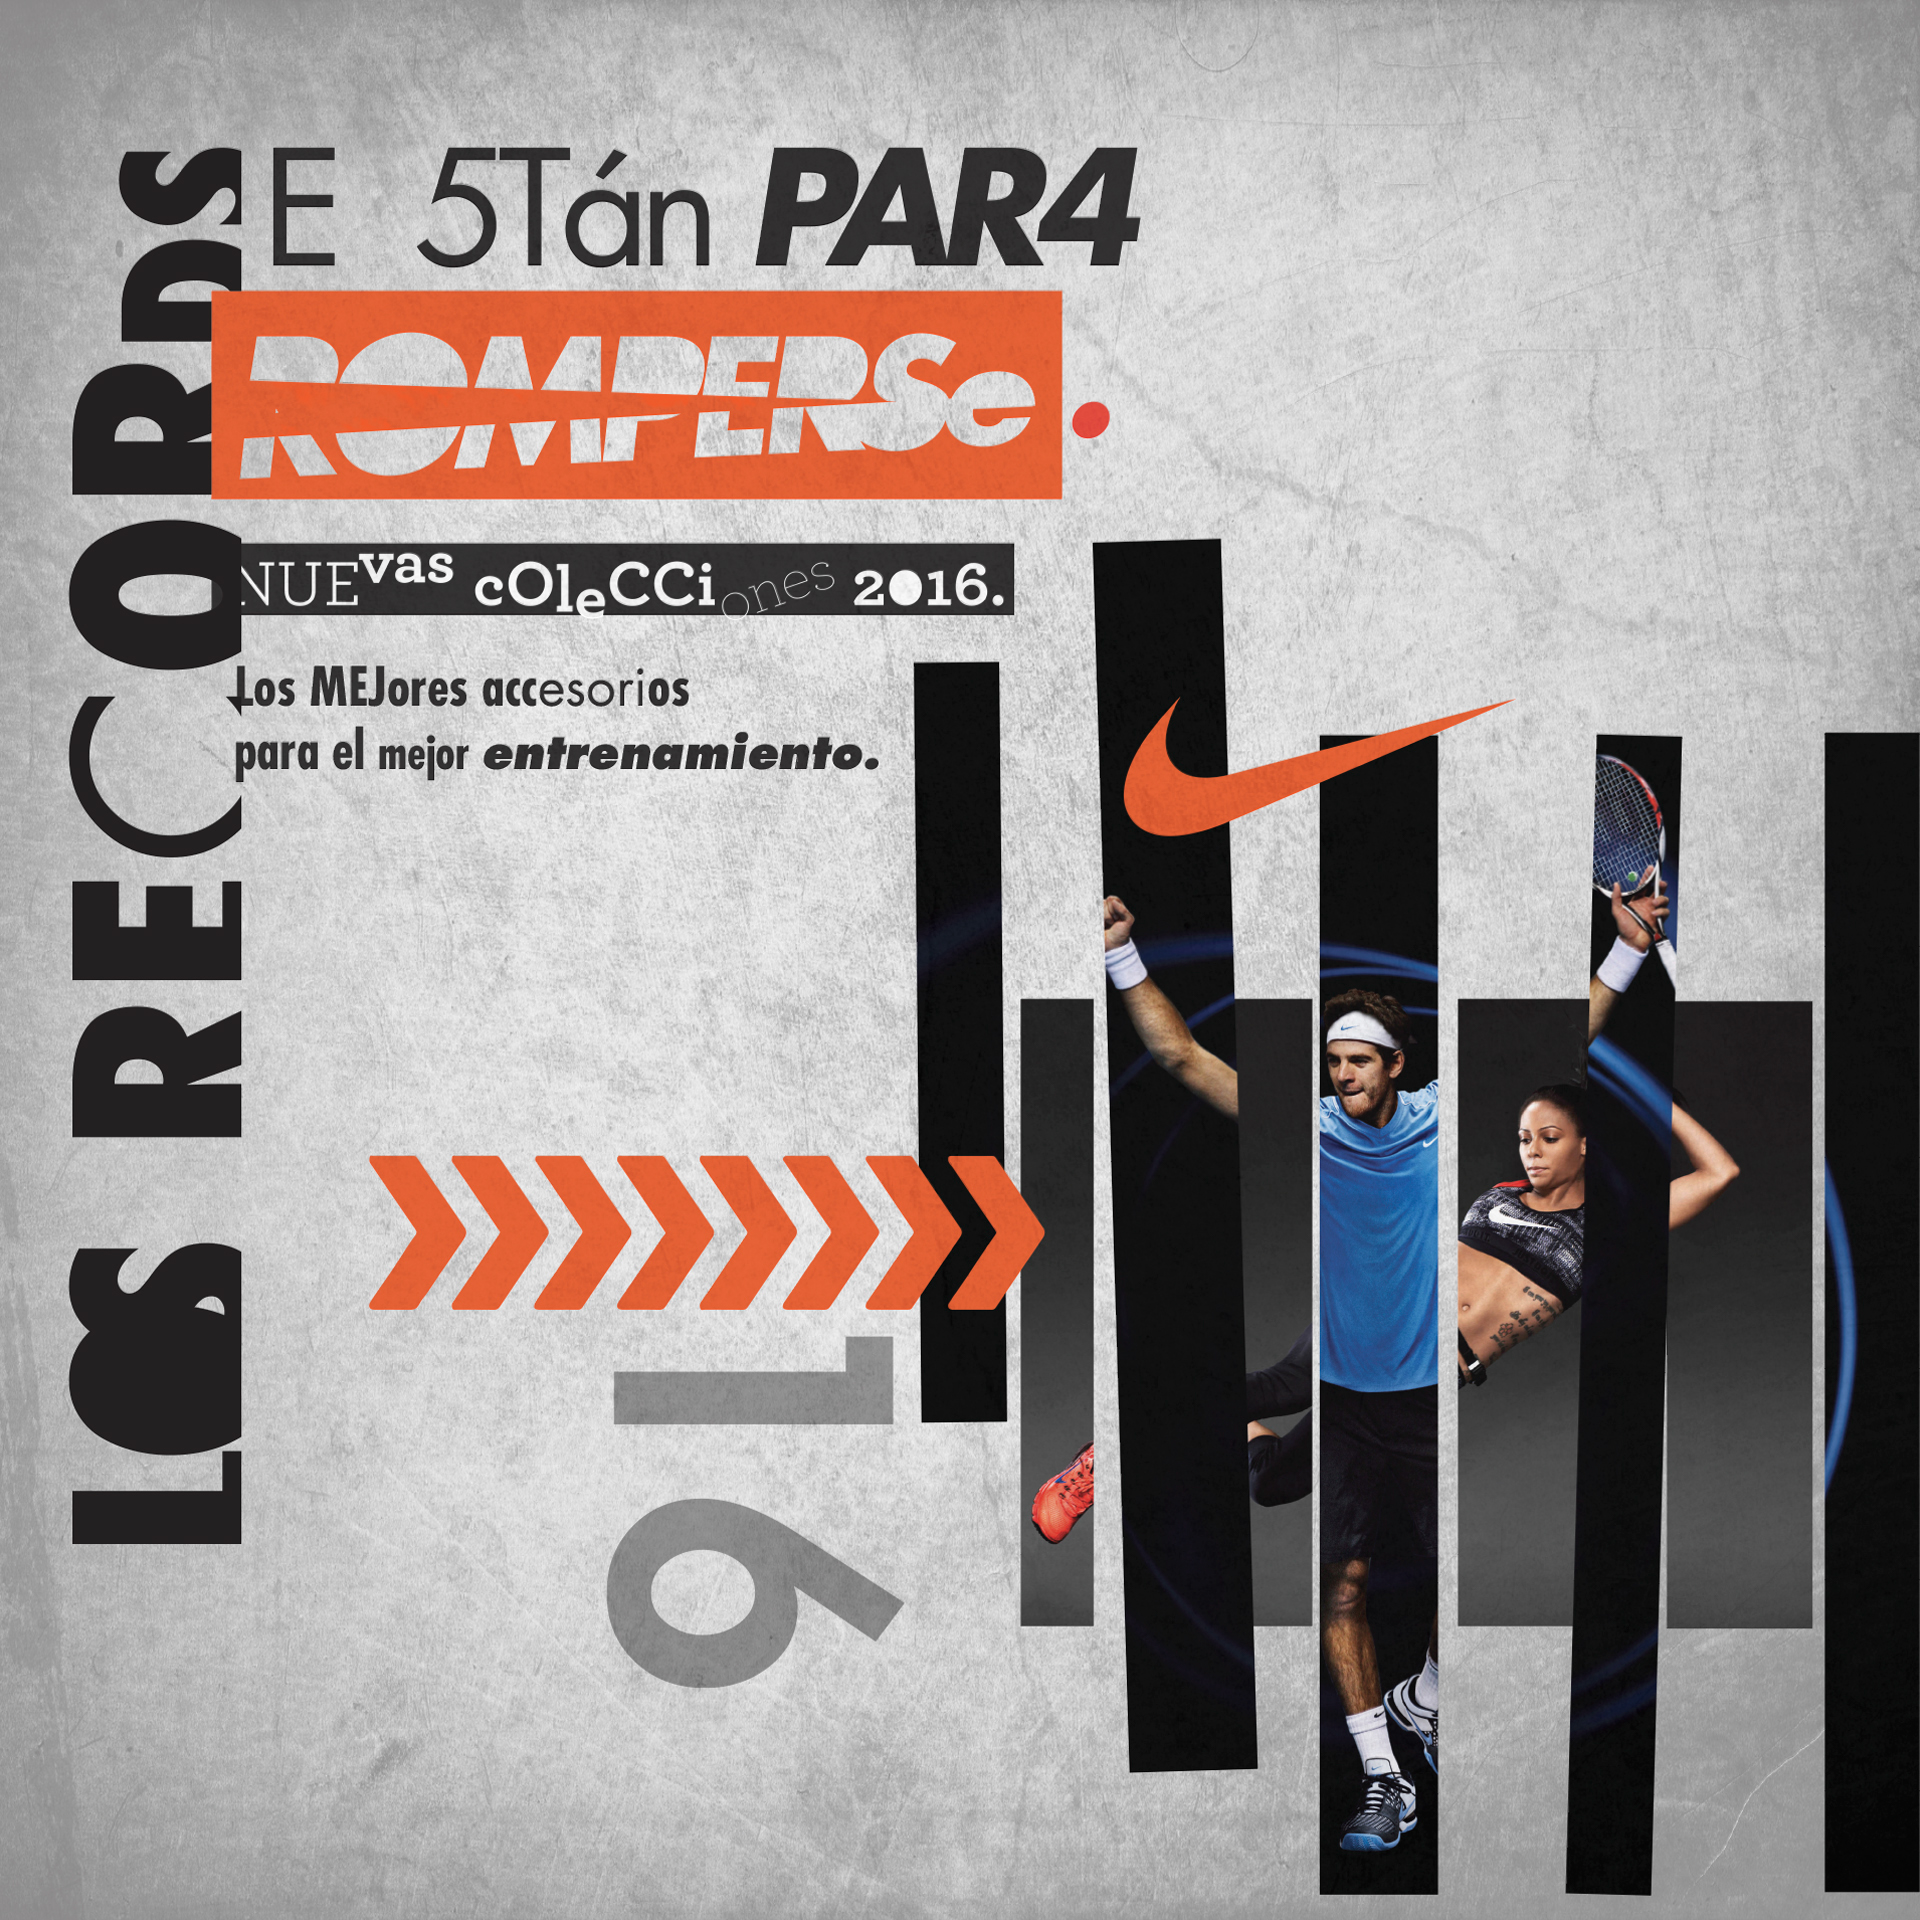 LOS RECORDS
E 5Tán PAR4
ROMPERSe.
NUEvas cOleCCiones 2016.
Los MEJores accesorios
para el mejor entrenamiento.
16